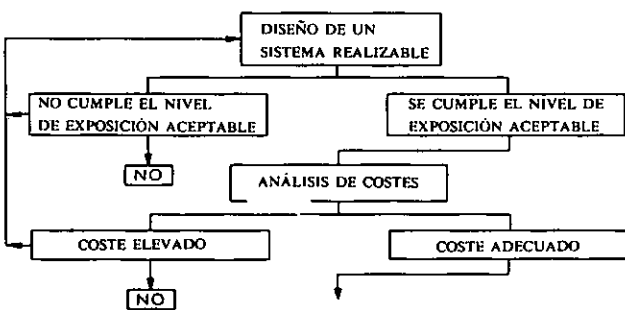 DISEÑO DE UN
SISTEMA REALIZABLE
NO CUMPLE EL NIVEL
DE EXPOSICIÓN ACEPTABLE
SE CUMPLE EL NIVEL DE
EXPOSICIÓN ACEPTABLE
NO
ANÁLISIS DE COSTES
COSTE ELEVADO
COSTE ADECUADO
NO